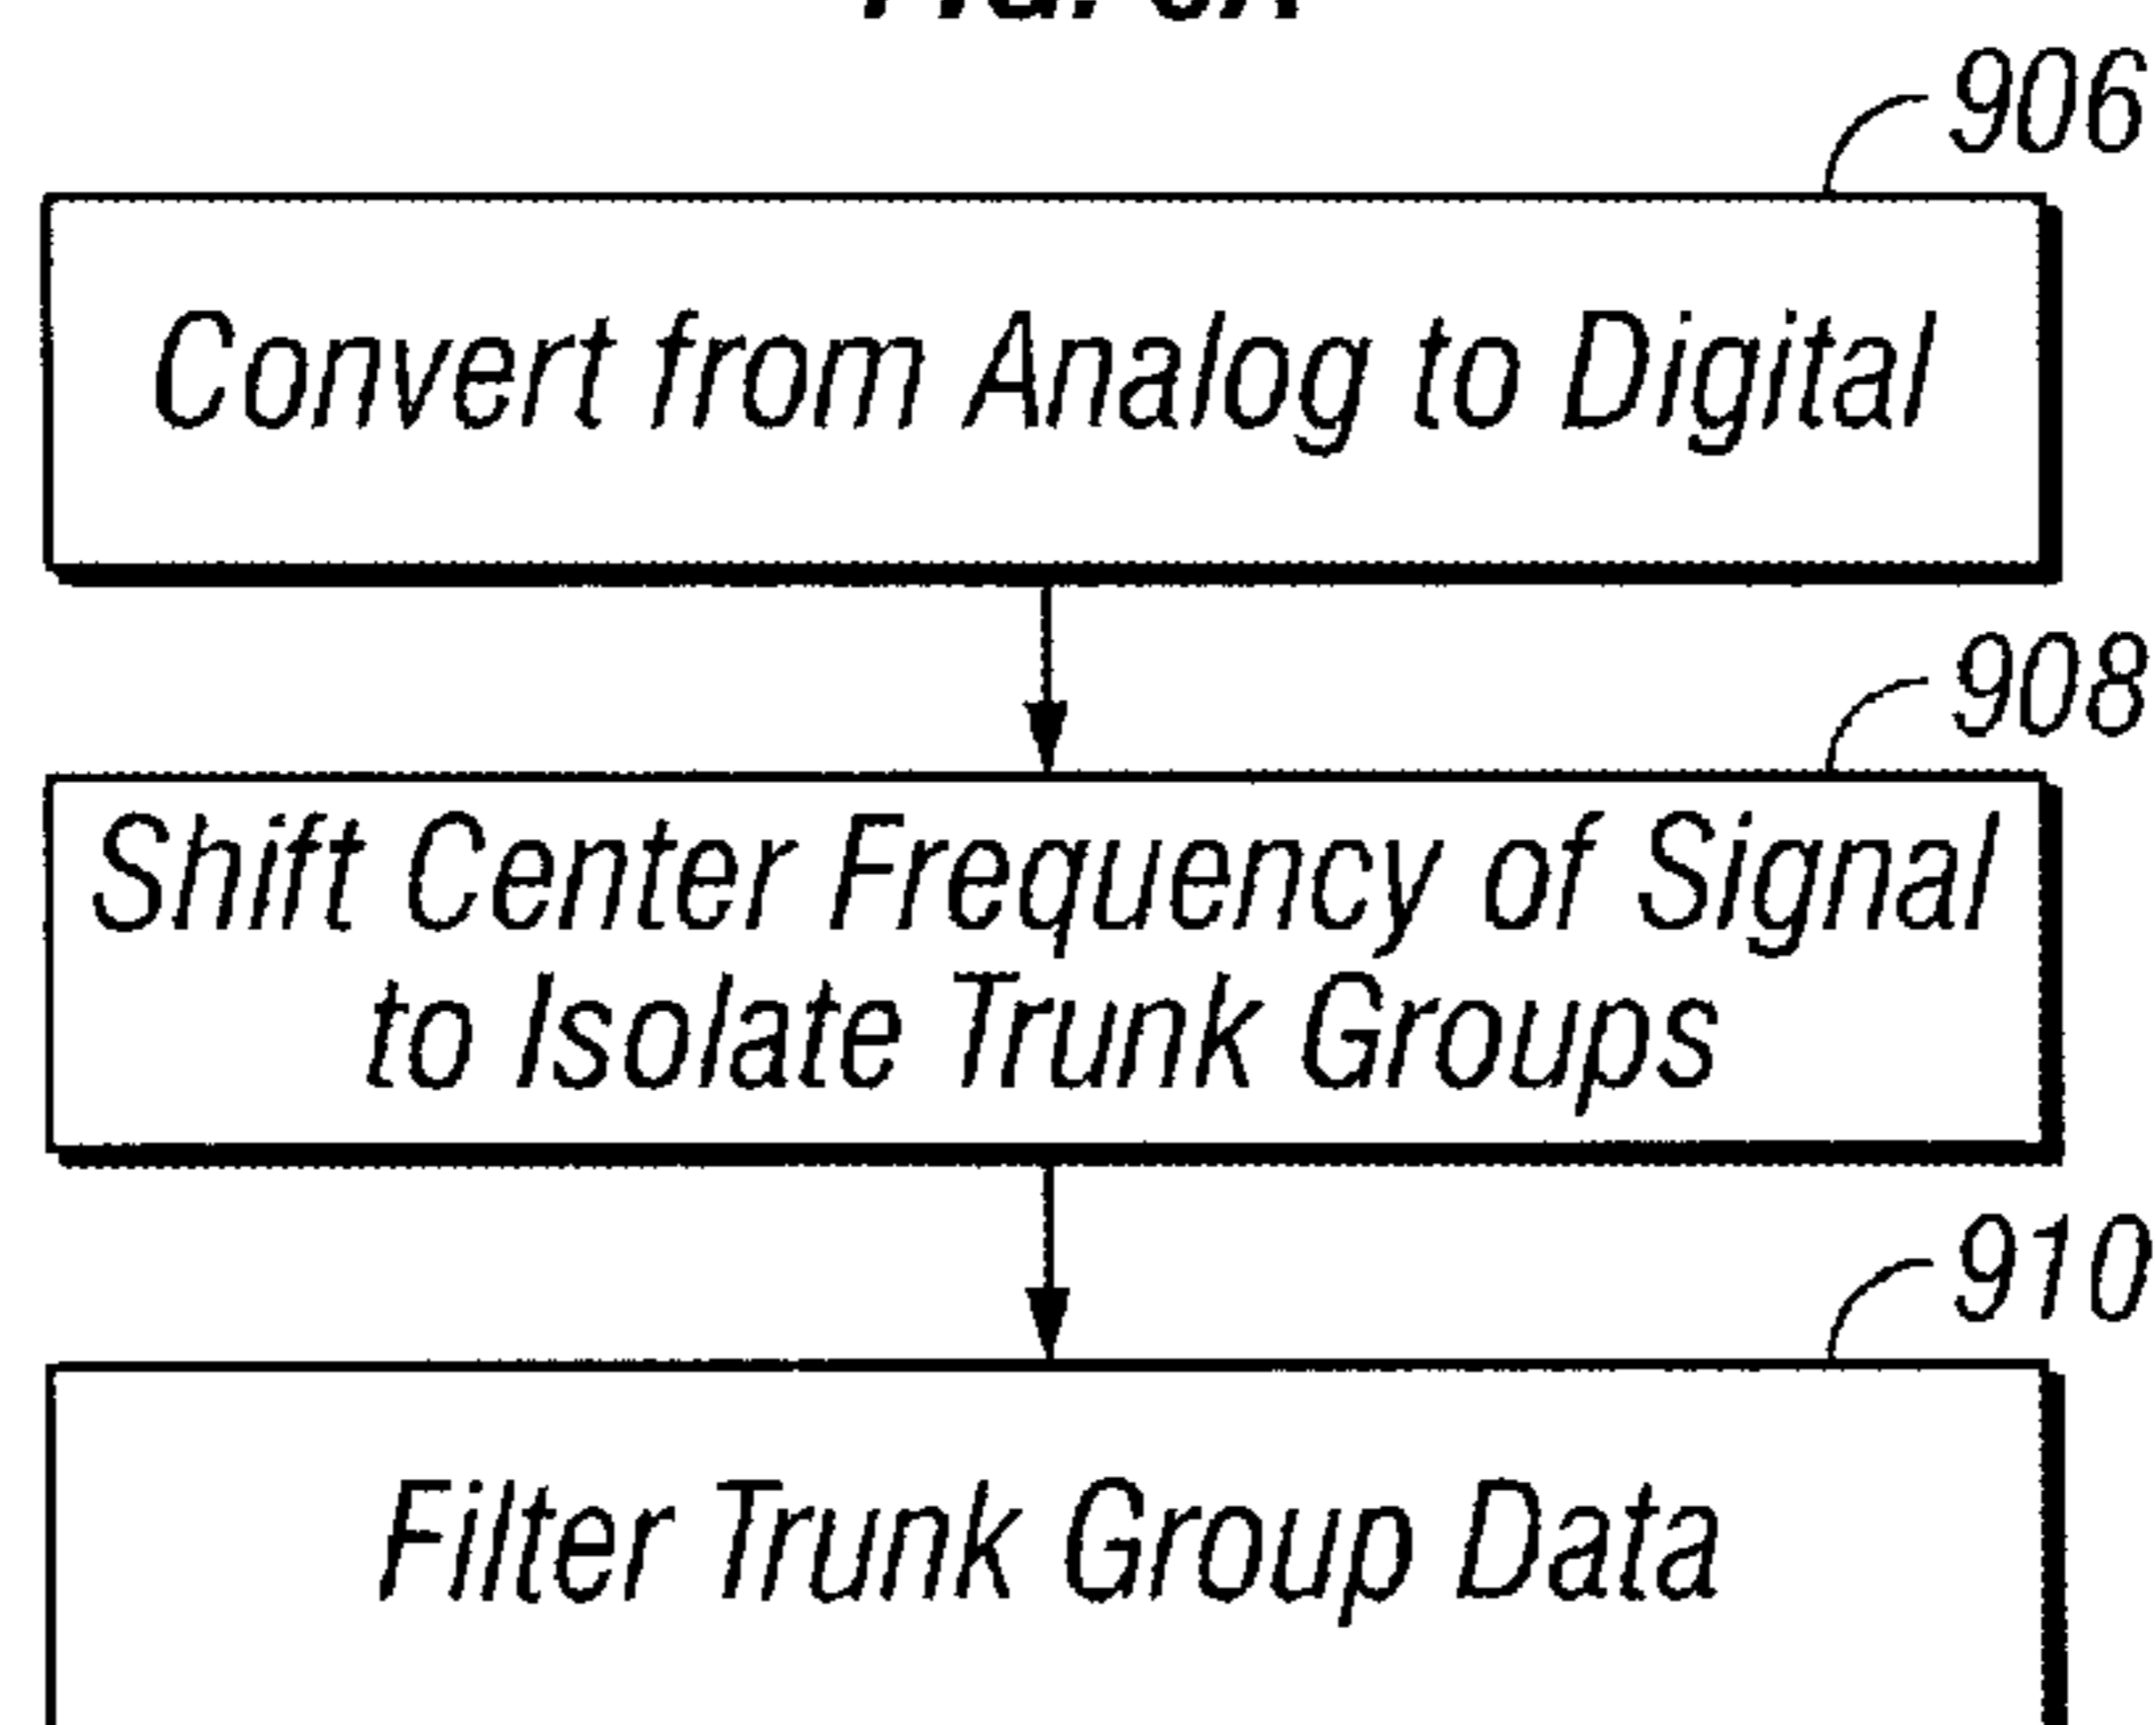 906
Convert from Analog to Digital
908
Shift Center Frequency of Signal
to Isolate Trunk Groups
910
Filter Trunk Group Data